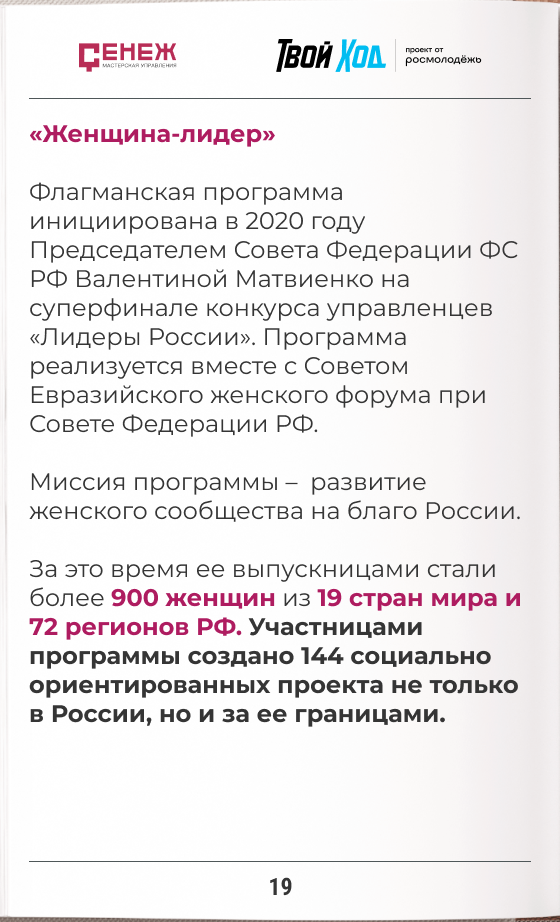 СЕНЕЖ
МАСТЕРСКАЯ УПРАВЛЕНИЯ
ТВОЙ ХОД
проект от
росмолодёжь
«Женщина-лидер»
Флагманская программа
инициирована в 2020 году
Председателем Совета Федерации ФС
РФ Валентиной Матвиенко на
суперфинале конкурса управленцев
«Лидеры России». Программа
реализуется вместе с Советом
Евразийского женского форума при
Совете Федерации РФ.
Миссия программы –  развитие
женского сообщества на благо России.
За это время ее выпускницами стали
более 900 женщин из 19 стран мира и
72 регионов РФ. Участницами
программы создано 144 социально
ориентированных проекта не только
в России, но и за ее границами.
19